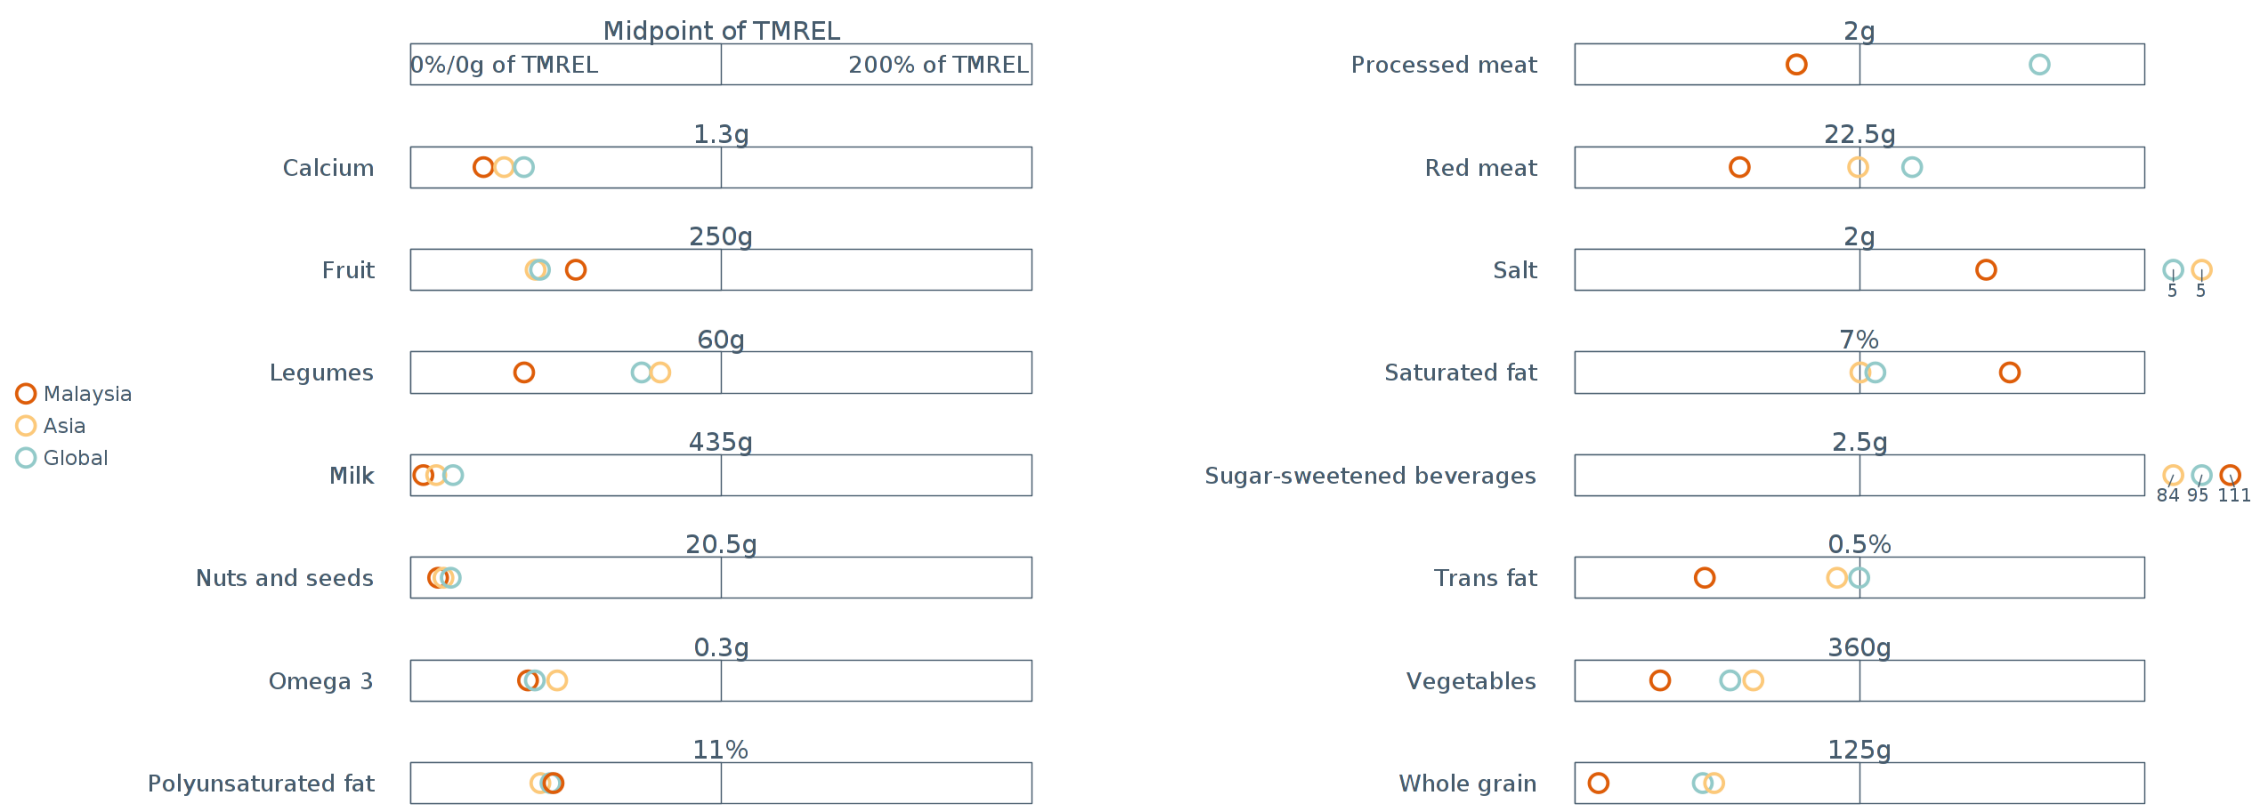 Midpoint of TMREL
0%/0g of TMREL 200% of TMREL
1.3g
Calcium
250g
Fruit
60g
Legumes
435g
Milk
20.5g
Nuts and seeds
0.3g
Omega 3
11%
Polyunsaturated fat
Malaysia
Asia
Global
2g
Processed meat
22.5g
Red meat
2g
Salt
5 5
7%
Saturated fat
2.5g
Sugar-sweetened beverages
84 95 111
0.5%
Trans fat
360g
Vegetables
125g
Whole grain